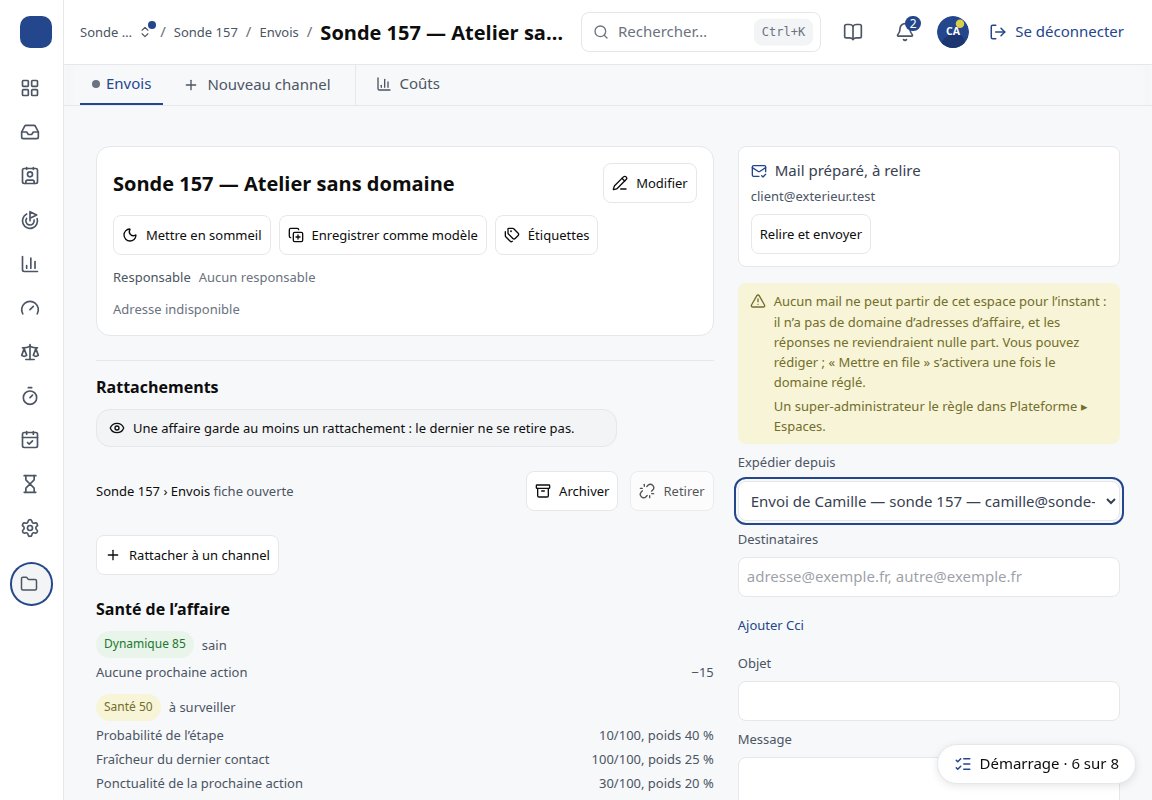 Sonde ... / Sonde 157 / Envois / Sonde 157 — Atelier sa...
Rechercher...
Ctrl+K
2
CA
Se déconnecter
Envois
Nouveau channel
Coûts
Sonde 157 — Atelier sans domaine
Modifier
Mettre en sommeil
Enregistrer comme modèle
Étiquettes
Responsable Aucun responsable
Adresse indisponible
Rattachements
Une affaire garde au moins un rattachement : le dernier ne se retire pas.
Sonde 157 › Envois fiche ouverte
Archiver
Retirer
Rattacher à un channel
Santé de l’affaire
Dynamique 85 sain
Aucune prochaine action −15
Santé 50 à surveiller
Probabilité de l’étape 10/100, poids 40 %
Fraîcheur du dernier contact 100/100, poids 25 %
Ponctualité de la prochaine action 30/100, poids 20 %
Mail préparé, à relire
client@exterieur.test
Relire et envoyer
Aucun mail ne peut partir de cet espace pour l’instant :
il n’a pas de domaine d’adresses d’affaire, et les
réponses ne reviendraient nulle part. Vous pouvez
rédiger ; « Mettre en file » s’activera une fois le
domaine réglé.
Un super-administrateur le règle dans Plateforme ▸
Espaces.
Expédier depuis
Envoi de Camille — sonde 157 — camille@sonde-
Destinataires
adresse@exemple.fr, autre@exemple.fr
Ajouter Cci
Objet
Message
Démarrage · 6 sur 8